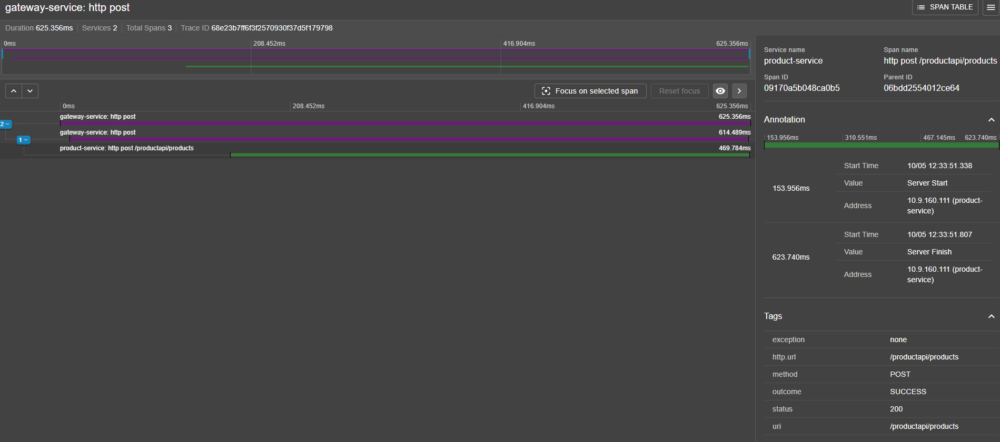 gateway-service: http post
SPAN TABLE
Duration 625.356ms Services 2 Total Spans 3 Trace ID 68e23b7ff6f3f2570930f37d5f179798
0ms 208.452ms 416.904ms 625.356ms
Focus on selected span Reset focus
0ms 208.452ms 416.904ms 625.356ms
gateway-service: http post 625.356ms
2 −
gateway-service: http post 614.489ms
1 −
product-service: http post /productapi/products 469.784ms
Service name Span name
product-service http post /productapi/products
Span ID Parent ID
09170a5b048ca0b5 06bdd2554012ce64
Annotation
153.956ms 310.551ms 467.145ms 623.740ms
153.956ms
Start Time 10/05 12:33:51.338
Value Server Start
Address 10.9.160.111 (product-
service)
623.740ms
Start Time 10/05 12:33:51.807
Value Server Finish
Address 10.9.160.111 (product-
service)
Tags
exception none
http.url /productapi/products
method POST
outcome SUCCESS
status 200
uri /productapi/products